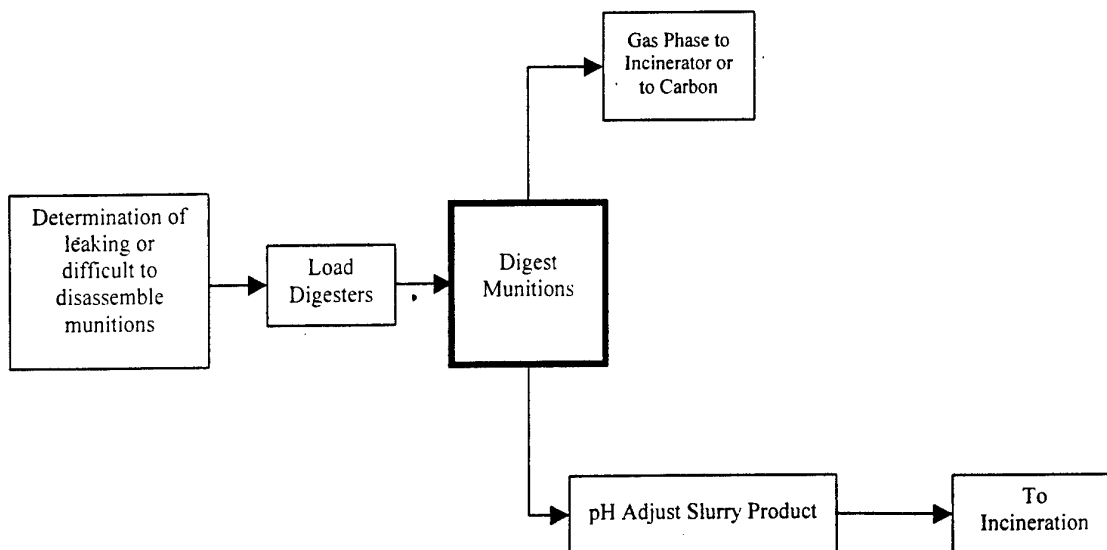 Gas Phase to
Incinerator or
to Carbon
Determination of
leaking or
difficult to
disassemble
munitions
Load
Digesters
Digest
Munitions
pH Adjust Slurry Product
To
Incineration